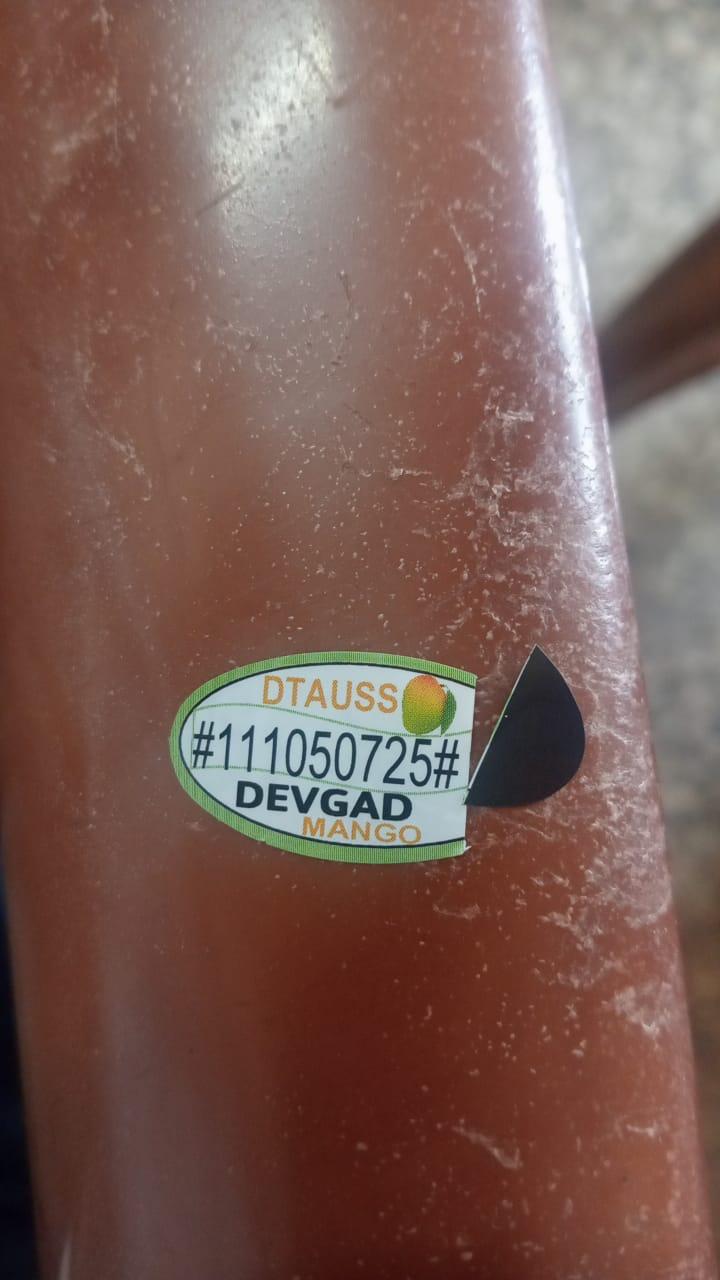 DTAUSS
#111050725#
DEVGAD
MANGO